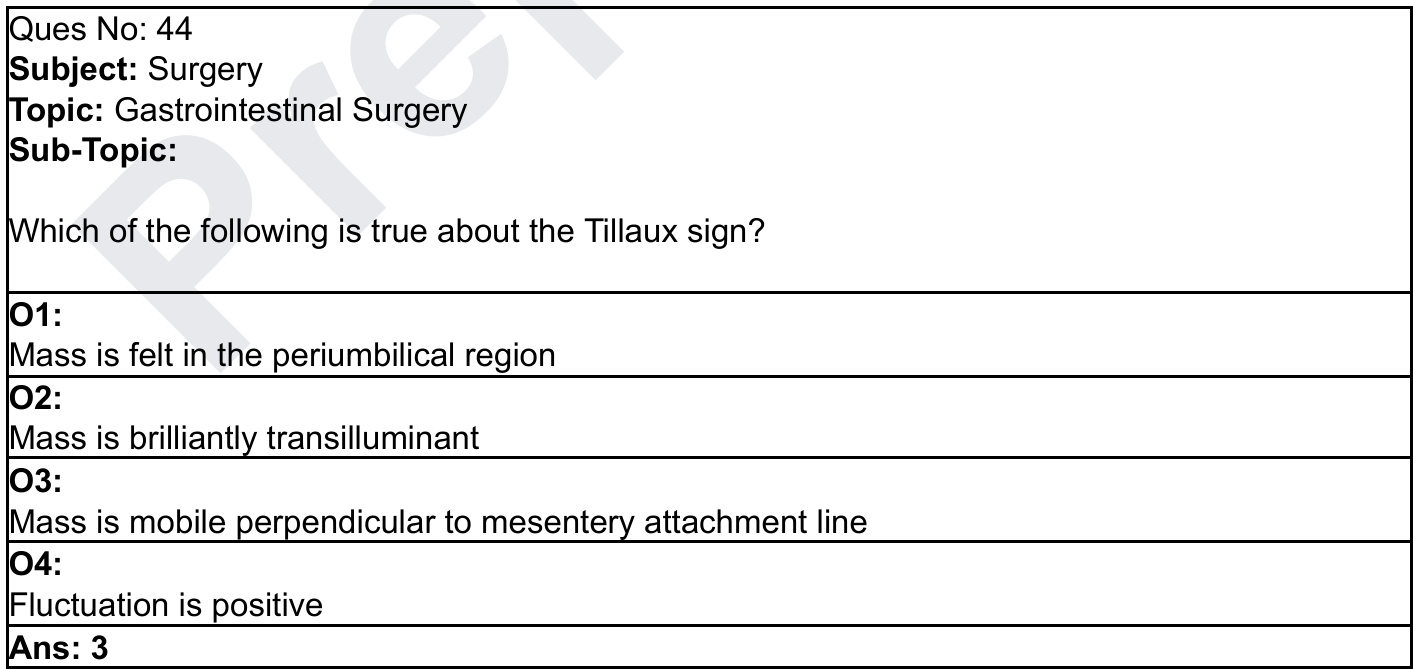 Ques No: 44
Subject: Surgery
Topic: Gastrointestinal Surgery
Sub-Topic:
Which of the following is true about the Tillaux sign?
O1:
Mass is felt in the periumbilical region
O2:
Mass is brilliantly transilluminant
O3:
Mass is mobile perpendicular to mesentery attachment line
O4:
Fluctuation is positive
Ans: 3